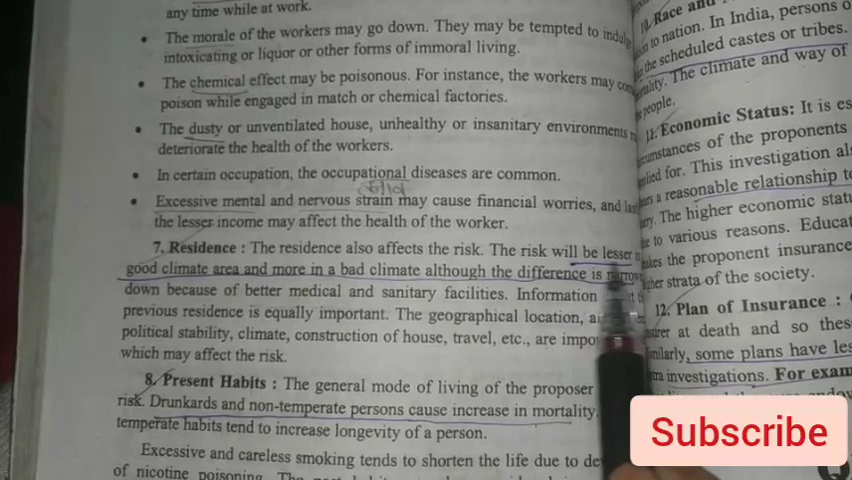 any time while at work.
• The morale of the workers may go down. They may be tempted to indulge
intoxicating or liquor or other forms of immoral living.
• The chemical effect may be poisonous. For instance, the workers may
poison while engaged in match or chemical factories.
• The dusty or unventilated house, unhealthy or insanitary environments
deteriorate the health of the workers.
• In certain occupation, the occupational diseases are common.
• Excessive mental and nervous strain may cause financial worries, and
the lesser income may affect the health of the worker.
7. Residence : The residence also affects the risk. The risk will be lesser
good climate area and more in a bad climate although the difference is
down because of better medical and sanitary facilities. Information
previous residence is equally important. The geographical location,
political stability, climate, construction of house, travel, etc., are
which may affect the risk.
8. Present Habits : The general mode of living of the proposer
risk. Drunkards and non-temperate persons cause increase in mortality.
temperate habits tend to increase longevity of a person.
Excessive and careless smoking tends to shorten the life due to
of nicotine poisoning. The
10. Race and
to nation. In India, persons
the scheduled castes or tribes.
The climate and way of
people.
11. Economic Status: It is
circumstances of the proponents
for. This investigation
a reasonable relationship
The higher economic
to various reasons.
the proponent insurance
strata of the society.
12. Plan of Insurance :
at death and so
some plans have
investigations. For
Subscribe